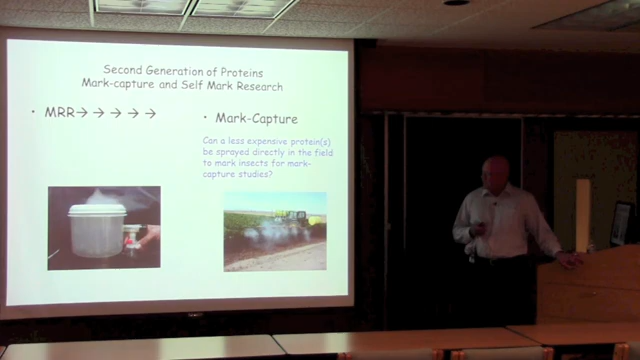 Second Generation of Proteins
Mark-capture and Self Mark Research
• MRR→ → → → →
• Mark-Capture
Can a less expensive protein(s)
be sprayed directly in the field
to mark insects for mark-
capture studies?